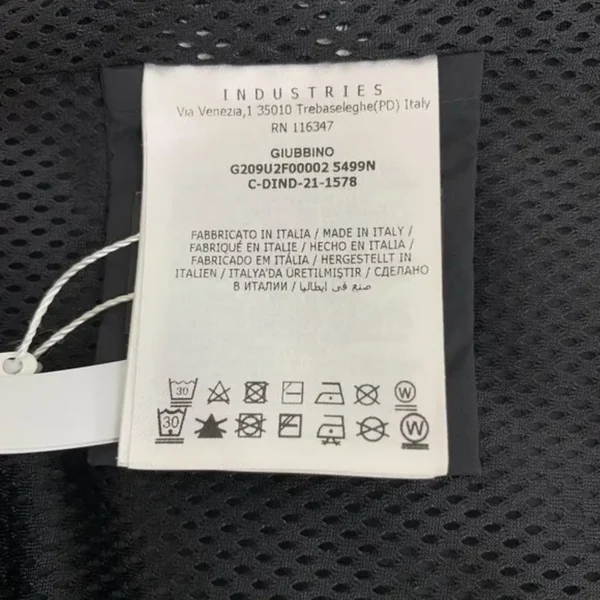 INDUSTRIES
Via Venezia,1 35010 Trebaseleghe(PD) Italy
RN 116347
GIUBBINO
G209U2F00002 5499N
C-DIND-21-1578
FABBRICATO IN ITALIA / MADE IN ITALY /
FABRIQUÉ EN ITALIE / HECHO EN ITALIA /
FABRICADO EM ITÁLIA / HERGESTELLT IN
ITALIEN / ITALYA'DA ÜRETILMIŞTIR / СДЕЛАНО
В ИТАЛИИ / صنع في ايطاليا
30 W
30 W